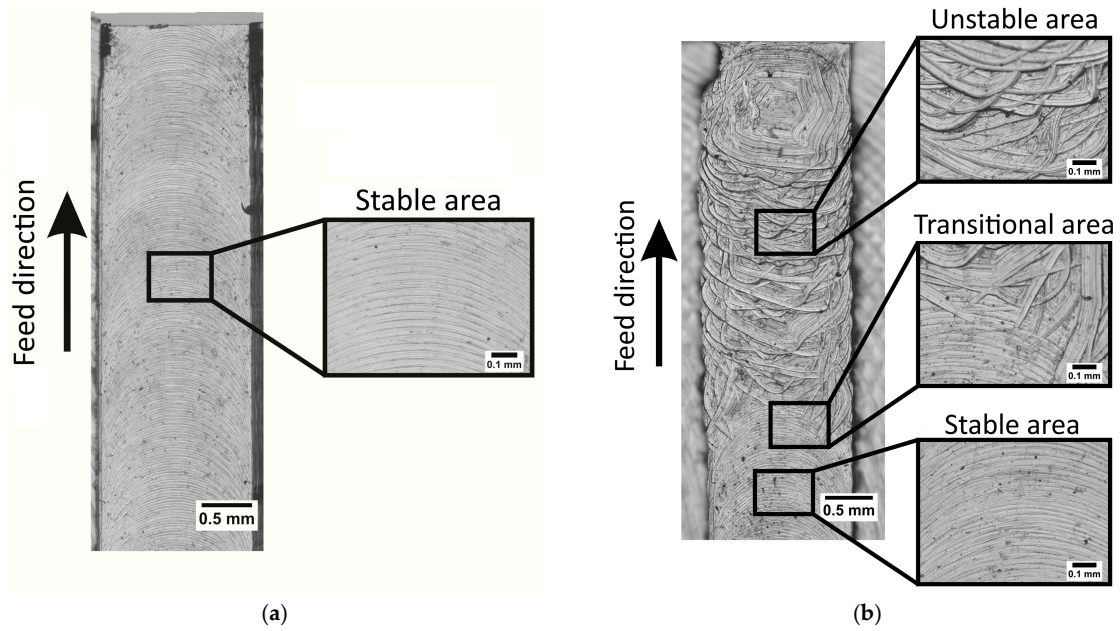 Feed direction
Stable area
0.1 mm
0.5 mm
(a)
Feed direction
Unstable area
0.1 mm
Transitional area
0.1 mm
Stable area
0.5 mm
0.1 mm
(b)